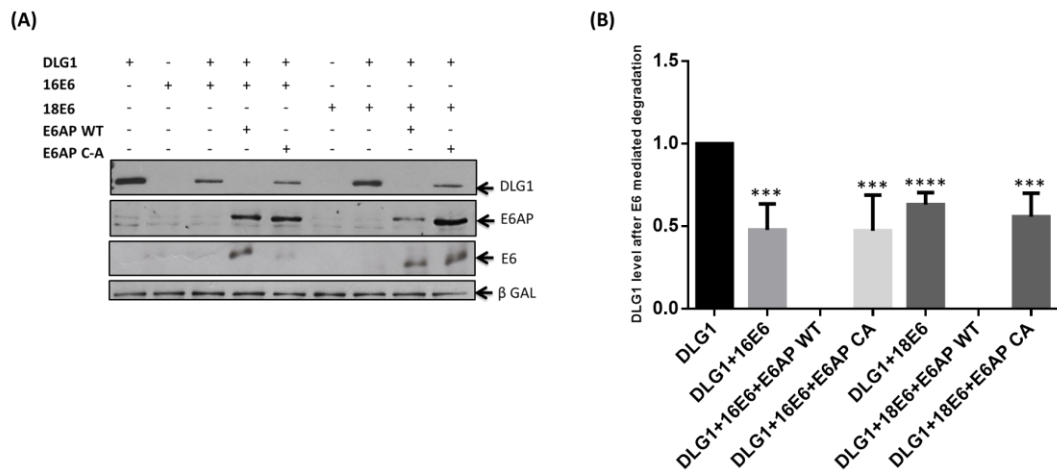 (A)
DLG1 + - + + + - + + +
16E6 - + + + + - - - -
18E6 - - - - - + + + +
E6AP WT - - - + - - - + -
E6AP C-A - - - - + - - - +
DLG1
E6AP
E6
β GAL
(B)
DLG1 level after E6 mediated degradation
1.5
1.0
0.5
0.0
***
***
****
***
DLG1
DLG1+16E6
DLG1+16E6+E6AP WT
DLG1+16E6+E6AP CA
DLG1+18E6
DLG1+18E6+E6AP WT
DLG1+18E6+E6AP CA